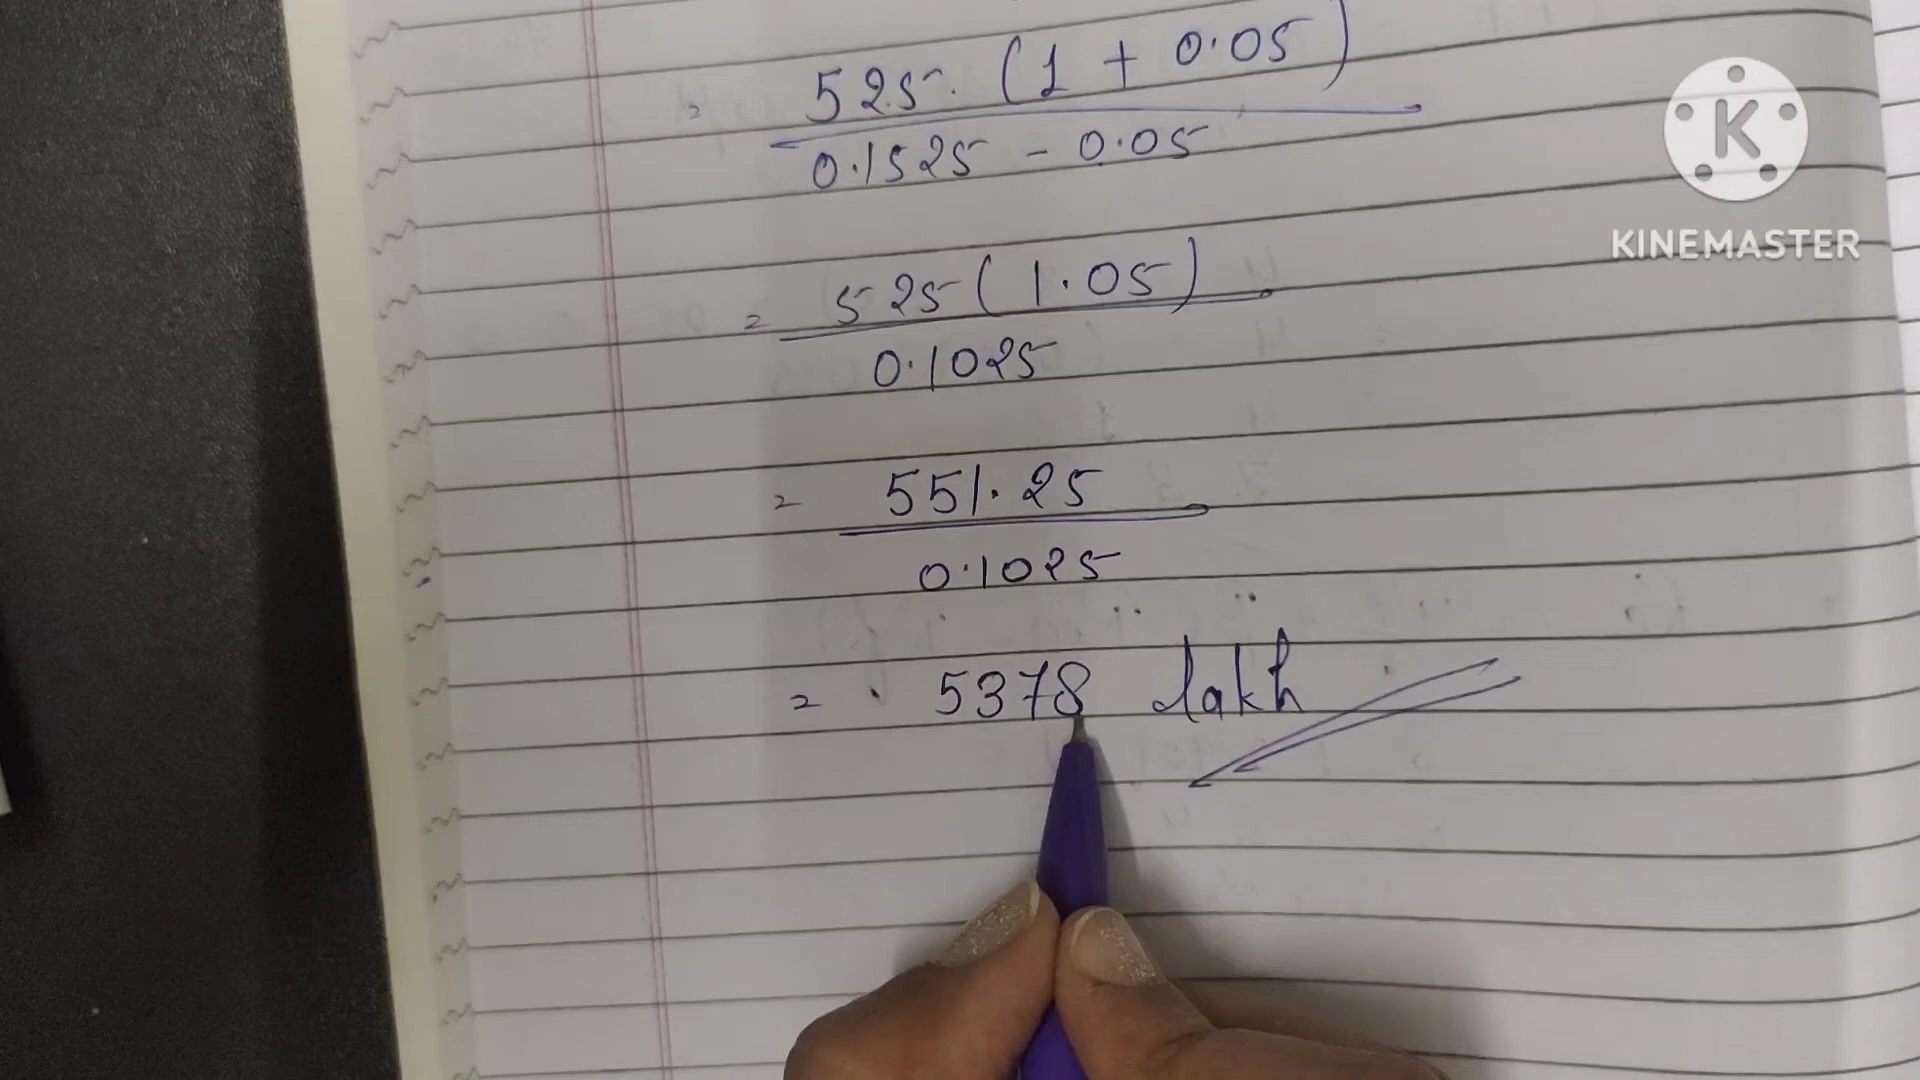 = 525. (1 + 0.05)
0.1525 - 0.05
= 525 (1.05)
0.1025
= 551.25
0.1025
= 5378 lakh
K
KINEMASTER